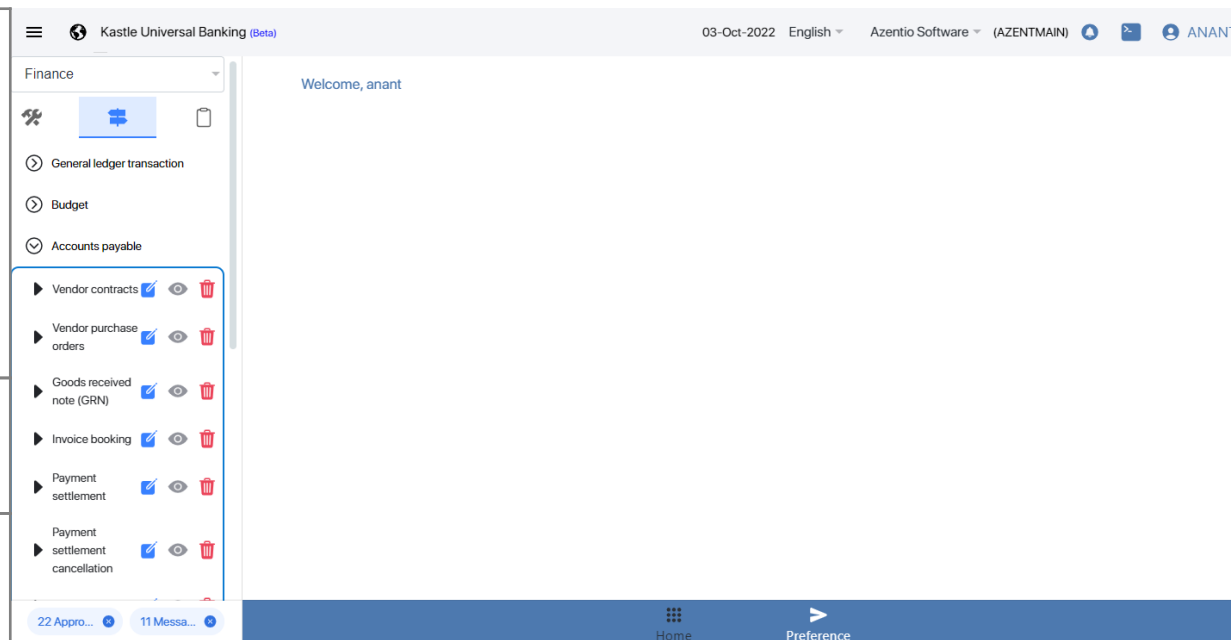 Kastle Universal Banking (Beta)
03-Oct-2022 English Azentio Software (AZENTMAIN) ANANT
Finance
Welcome, anant
General ledger transaction
Budget
Accounts payable
Vendor contracts
Vendor purchase
orders
Goods received
note (GRN)
Invoice booking
Payment
settlement
Payment
settlement
cancellation
22 Appro...
11 Messa...
Home
Preference